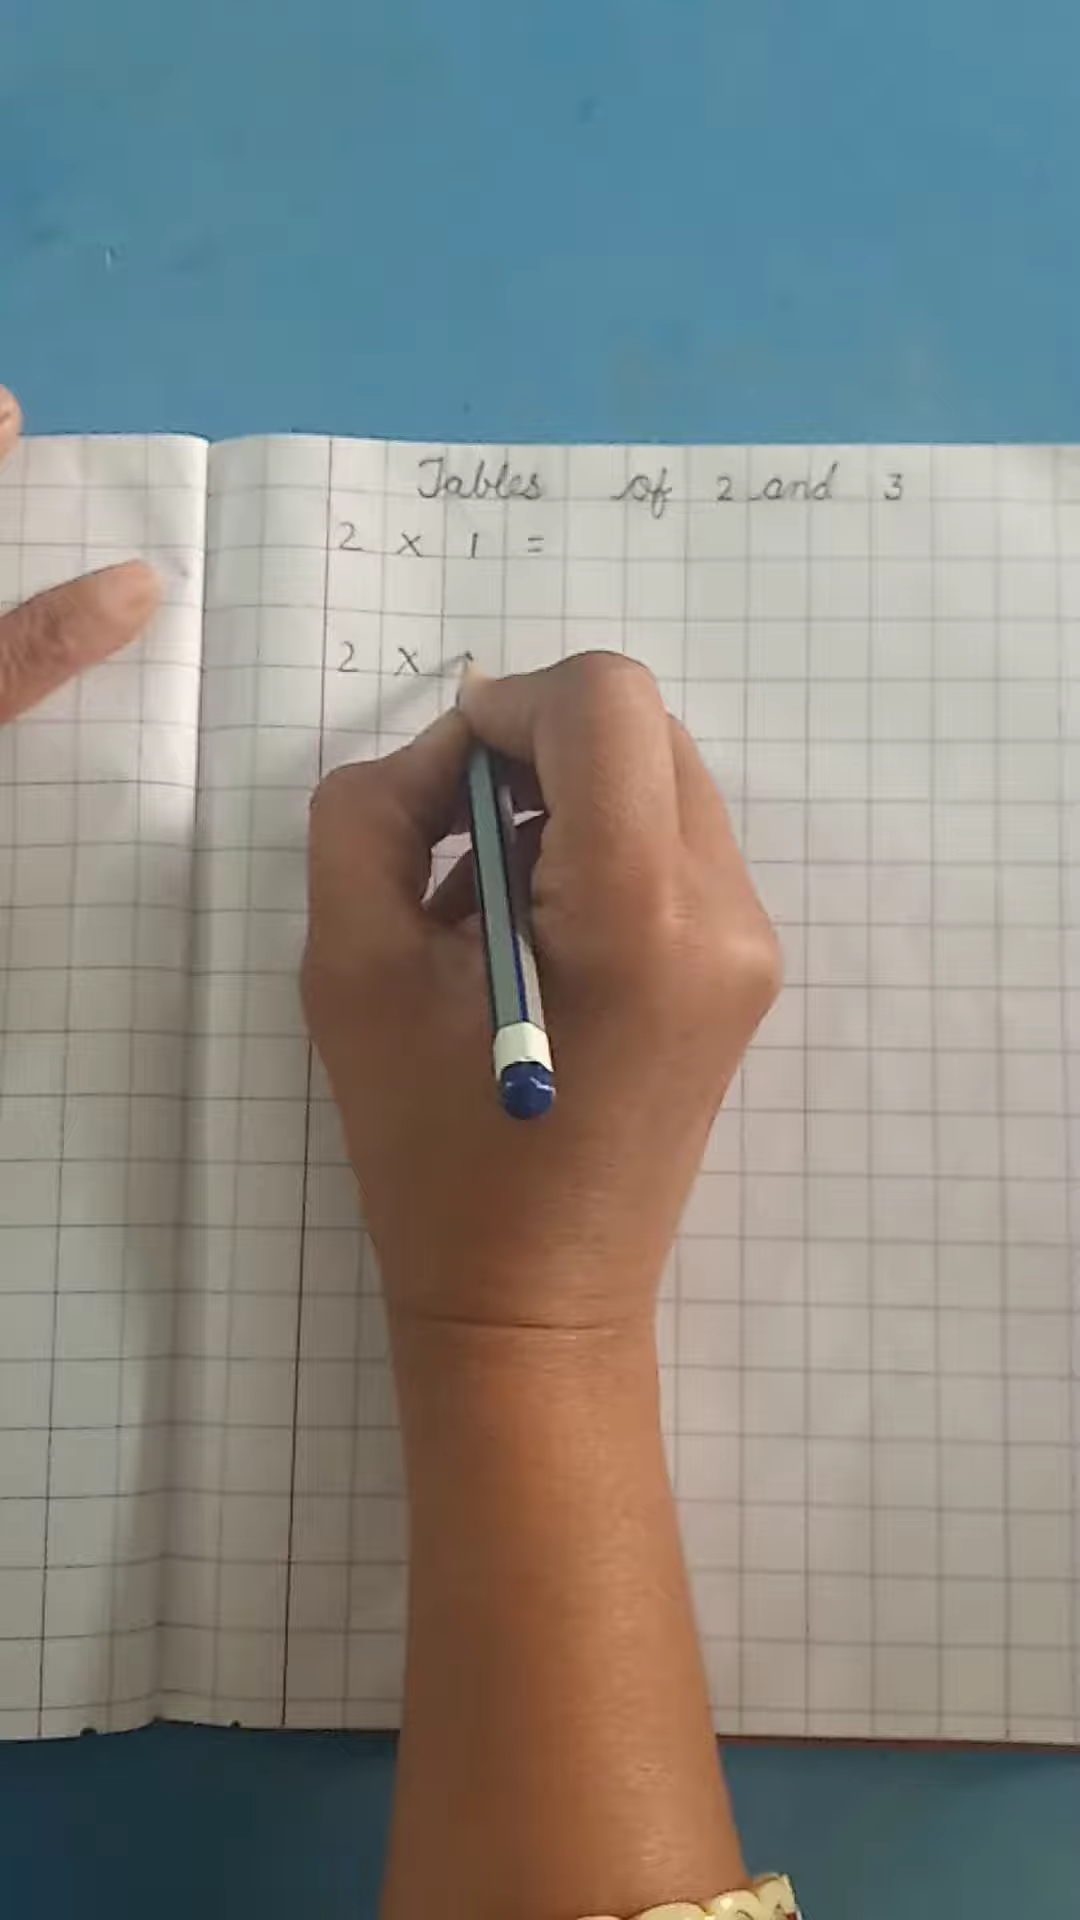 Tables of 2 and 3
2 x 1 =
2 x